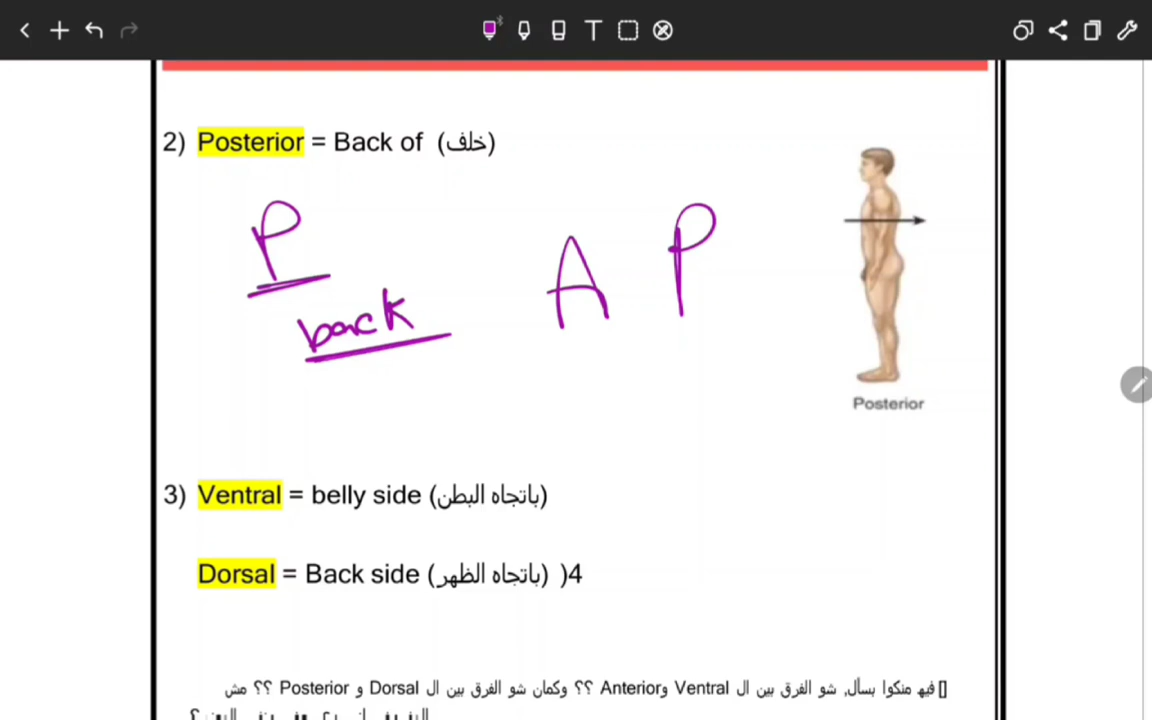 2) Posterior = Back of (خلف)
P
back
A P
Posterior
3) Ventral = belly side (باتجاه البطن)
Dorsal = Back side (باتجاه الظهر) )4
[] فيه منكوا بسأل, شو الفرق بين ال Ventral وAnterior ؟؟ وكمان شو الفرق بين ال Dorsal و Posterior ؟؟ مش